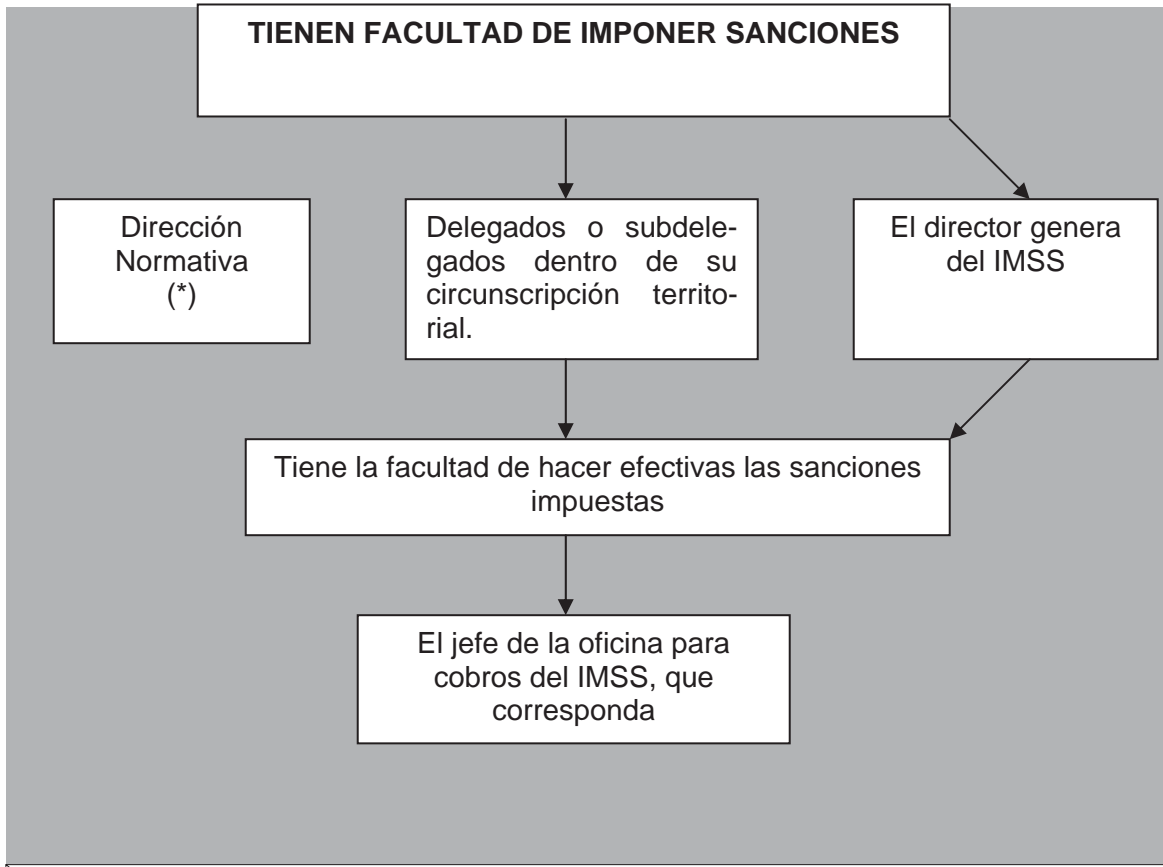 TIENEN FACULTAD DE IMPONER SANCIONES
Dirección
Normativa
(*)
Delegados o subdele-
gados dentro de su
circunscripción territo-
rial.
El director genera
del IMSS
Tiene la facultad de hacer efectivas las sanciones
impuestas
El jefe de la oficina para
cobros del IMSS, que
corresponda